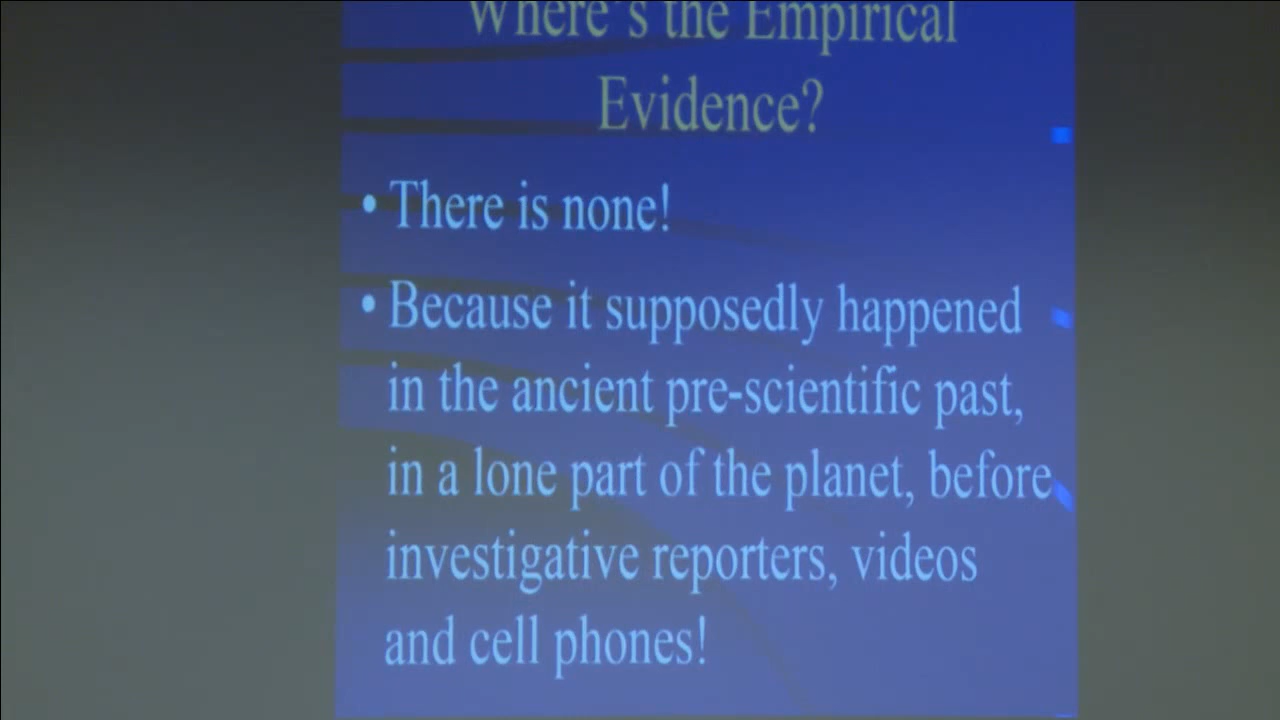 Where's the Empirical
Evidence?
• There is none!
• Because it supposedly happened
in the ancient pre-scientific past,
in a lone part of the planet, before
investigative reporters, videos
and cell phones!